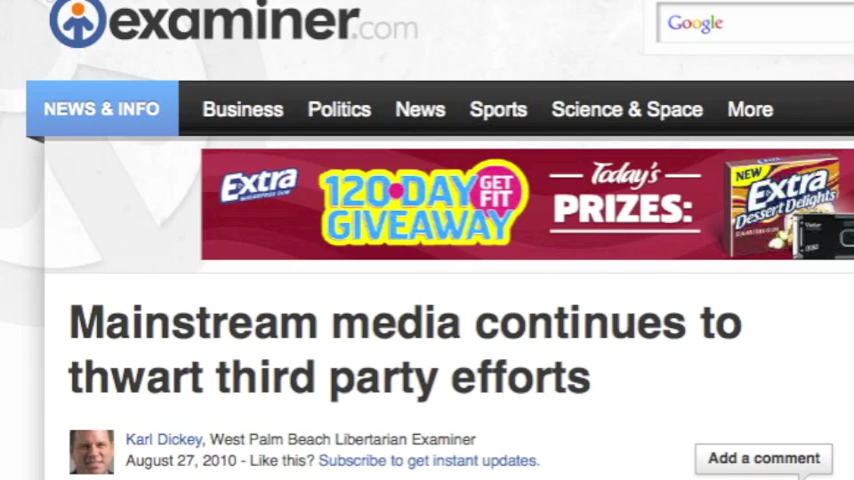 examiner.com
Google
NEWS & INFO Business Politics News Sports Science & Space More
Extra
120•DAY GIVEAWAY
GET FIT
Today's
PRIZES:
NEW
Extra
Dessert Delights
Mainstream media continues to
thwart third party efforts
Karl Dickey, West Palm Beach Libertarian Examiner
August 27, 2010 - Like this? Subscribe to get instant updates.
Add a comment